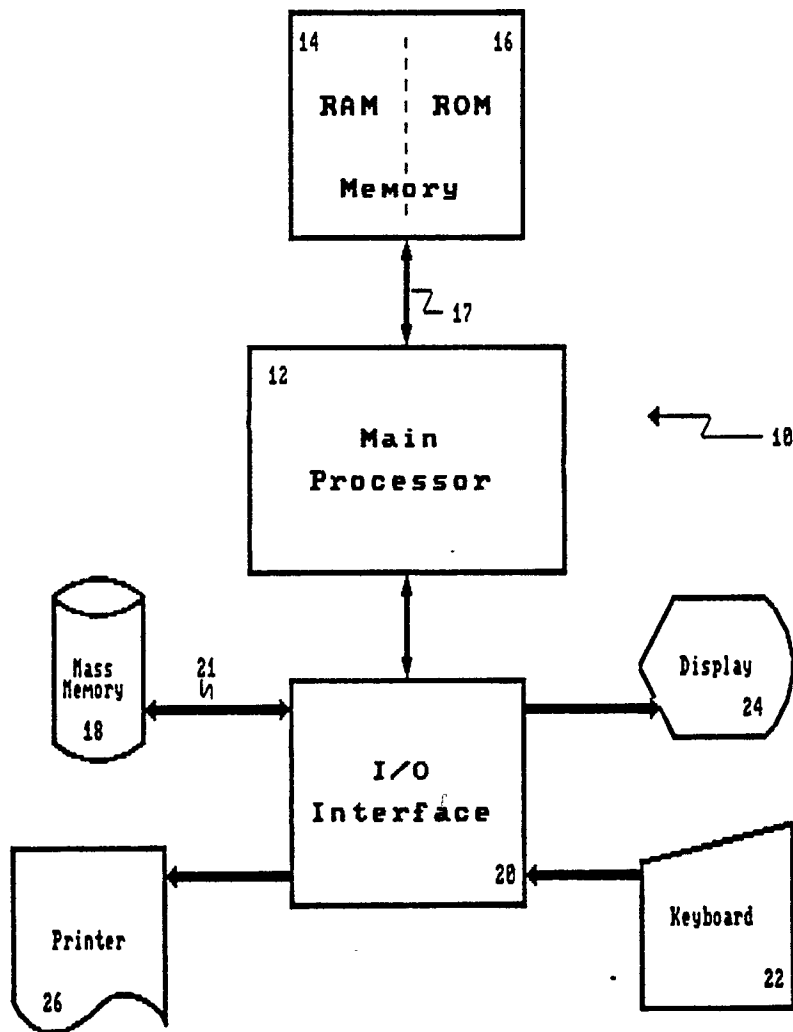 14 16
RAM ROM
Memory
17
12
Main
Processor
10
Mass
Memory
18
21
Display
24
I/O
Interface
20
Printer
26
Keyboard
22